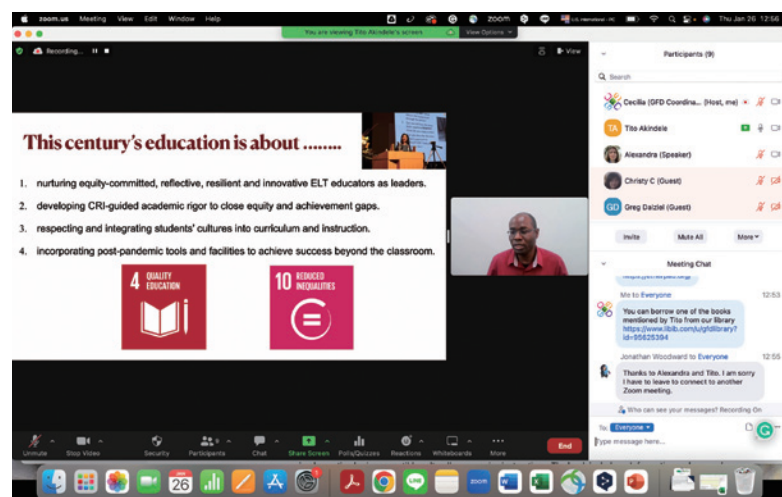 zoom.us Meeting View Edit Window Help
zoom
Thu Jan 26 12:56
You are viewing Tito Akindele's screen
View Options
Recording...
View
This century's education is about ........
1. nurturing equity-committed, reflective, resilient and innovative ELT educators as leaders.
2. developing CRI-guided academic rigor to close equity and achievement gaps.
3. respecting and integrating students' cultures into curriculum and instruction.
4. incorporating post-pandemic tools and facilities to achieve success beyond the classroom.
4 QUALITY
EDUCATION
10 REDUCED
INEQUALITIES
Participants (9)
Search
Cecilia (GFD Coordina... (Host, me)
TA Tito Akindele
Alexandra (Speaker)
Christy C (Guest)
GD Greg Dalziel (Guest)
Invite Mute All More
Meeting Chat
Me to Everyone 12:53
You can borrow one of the books
mentioned by Tito from our library
https://www.libib.com/u/gfdlibrary?
id=95625394
Jonathan Woodward to Everyone 12:55
Thanks to Alexandra and Tito. I am sorry
I have to leave to connect to another
Zoom meeting.
Who can see your messages? Recording On
To: Everyone
Type message here...
Unmute Stop Video Security Participants 9 Chat Share Screen Polls/Quizzes Reactions Whiteboards More End
26
zoom